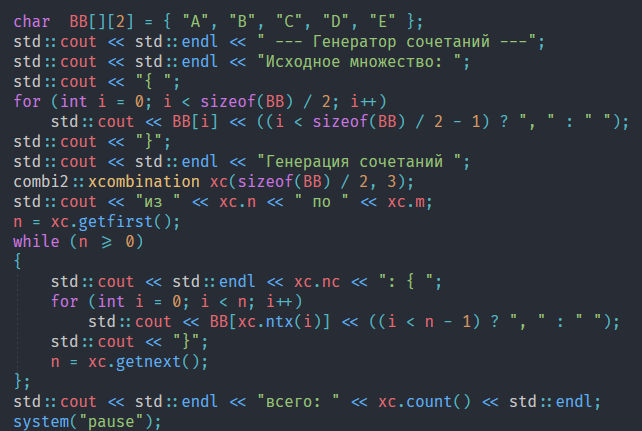 char  BB[][2] = { "A", "B", "C", "D", "E" };
std::cout << std::endl << " --- Генератор сочетаний ---";
std::cout << std::endl << "Исходное множество: ";
std::cout << "{ ";
for (int i = 0; i < sizeof(BB) / 2; i++)
    std::cout << BB[i] << ((i < sizeof(BB) / 2 - 1) ? ", " : " ");
std::cout << "}";
std::cout << std::endl << "Генерация сочетаний ";
combi2::xcombination xc(sizeof(BB) / 2, 3);
std::cout << "из " << xc.n << " по " << xc.m;
n = xc.getfirst();
while (n >= 0)
{
    std::cout << std::endl << xc.nc << ": { ";
    for (int i = 0; i < n; i++)
        std::cout << BB[xc.ntx(i)] << ((i < n - 1) ? ", " : " ");
    std::cout << "}";
    n = xc.getnext();
};
std::cout << std::endl << "всего: " << xc.count() << std::endl;
system("pause");